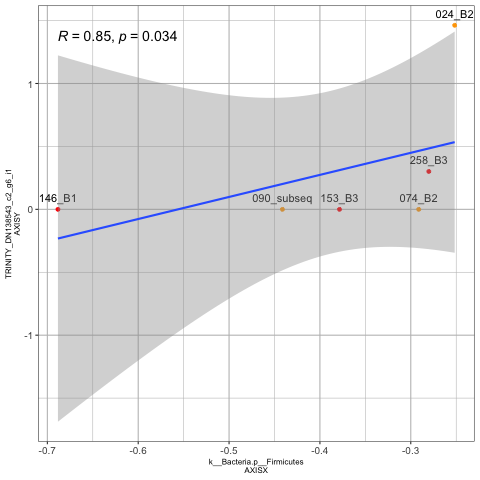 024_B2
R = 0.85, p = 0.034
1
258_B3
146_B1
090_subseq
153_B3
074_B2
0
-1
TRINITY_DN138543_c2_g6_i1
AXISY
-0.7
-0.6
-0.5
-0.4
-0.3
k__Bacteria.p__Firmicutes
AXISX